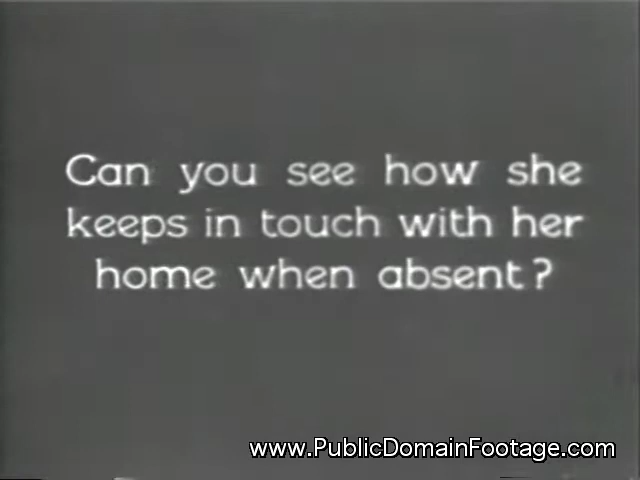 Can you see how she
keeps in touch with her
home when absent?
www.PublicDomainFootage.com